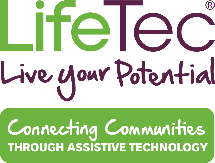 LifeTec®
Live your Potential
Connecting Communities
THROUGH ASSISTIVE TECHNOLOGY